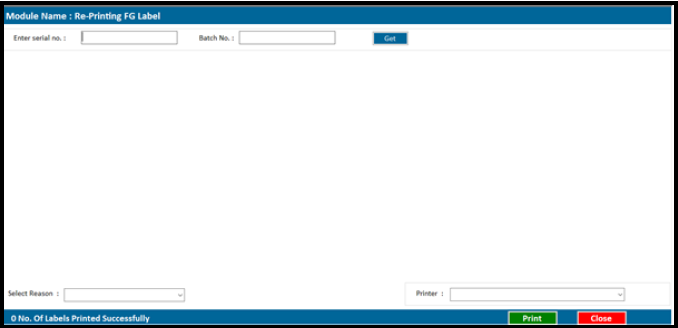 Module Name : Re-Printing FG Label
Enter serial no. : Batch No. : Get
Select Reason : Printer :
0 No. Of Labels Printed Successfully Print Close